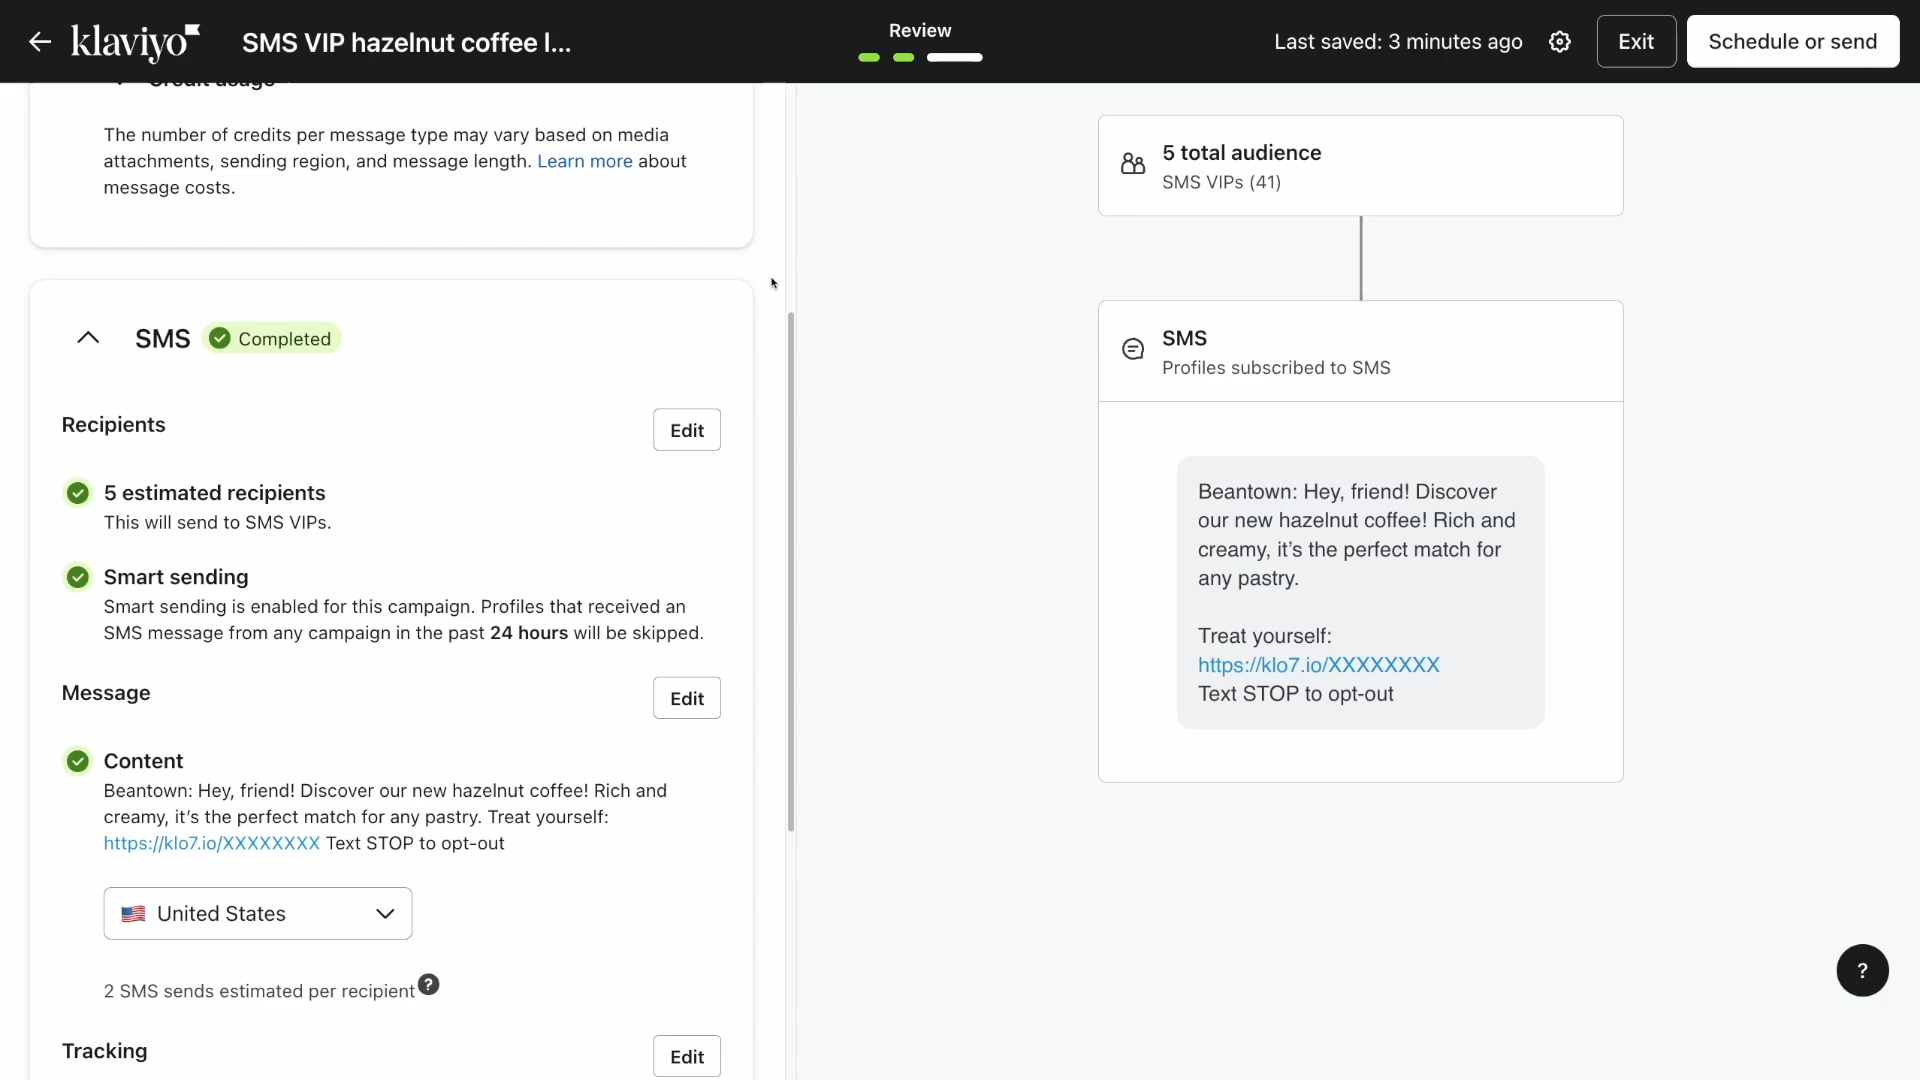 klaviyo
SMS VIP hazelnut coffee l...
Review
Last saved: 3 minutes ago
Exit
Schedule or send
Credit usage
The number of credits per message type may vary based on media
attachments, sending region, and message length. Learn more about
message costs.
SMS
Completed
Recipients
Edit
5 estimated recipients
This will send to SMS VIPs.
Smart sending
Smart sending is enabled for this campaign. Profiles that received an
SMS message from any campaign in the past 24 hours will be skipped.
Message
Edit
Content
Beantown: Hey, friend! Discover our new hazelnut coffee! Rich and
creamy, it’s the perfect match for any pastry. Treat yourself:
https://klo7.io/XXXXXXXX Text STOP to opt-out
United States
2 SMS sends estimated per recipient ?
Tracking
Edit
5 total audience
SMS VIPs (41)
SMS
Profiles subscribed to SMS
Beantown: Hey, friend! Discover
our new hazelnut coffee! Rich and
creamy, it’s the perfect match for
any pastry.
Treat yourself:
https://klo7.io/XXXXXXXX
Text STOP to opt-out
?